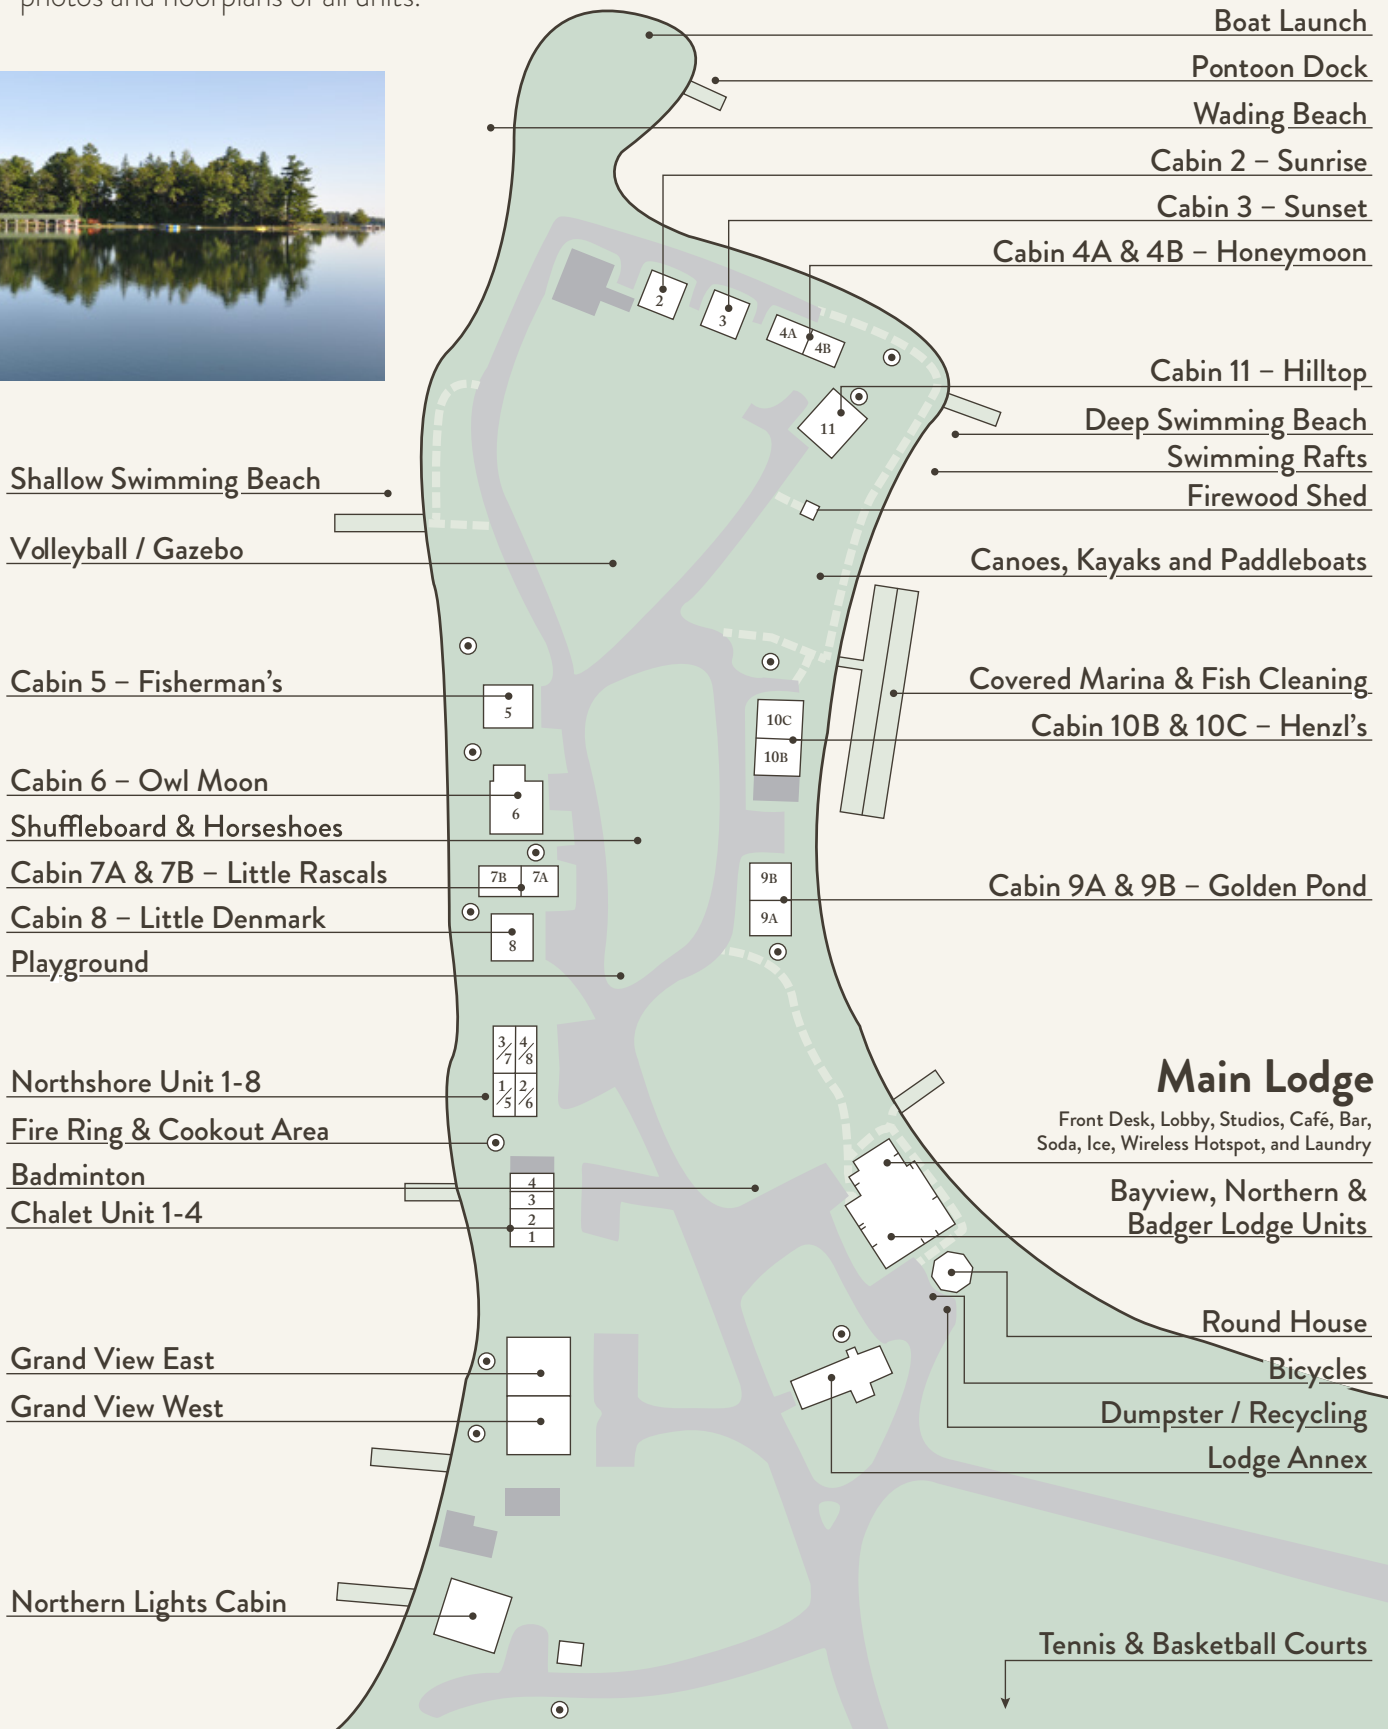 photos and floorplans of all units.
Boat Launch
Pontoon Dock
Wading Beach
Cabin 2 – Sunrise
Cabin 3 – Sunset
Cabin 4A & 4B – Honeymoon
2
3
4A
4B
Cabin 11 – Hilltop
11
Deep Swimming Beach
Swimming Rafts
Firewood Shed
Shallow Swimming Beach
Volleyball / Gazebo
Canoes, Kayaks and Paddleboats
Cabin 5 – Fisherman's
5
Covered Marina & Fish Cleaning
10C
Cabin 10B & 10C – Henzl's
10B
Cabin 6 – Owl Moon
6
Shuffleboard & Horseshoes
Cabin 7A & 7B – Little Rascals
7B
7A
9B
Cabin 9A & 9B – Golden Pond
9A
Cabin 8 – Little Denmark
8
Playground
3/7
4/8
Northshore Unit 1-8
1/5
2/6
Main Lodge
Front Desk, Lobby, Studios, Café, Bar,
Soda, Ice, Wireless Hotspot, and Laundry
Fire Ring & Cookout Area
Badminton
Chalet Unit 1-4
4
3
2
1
Bayview, Northern &
Badger Lodge Units
Round House
Grand View East
Bicycles
Grand View West
Dumpster / Recycling
Lodge Annex
Northern Lights Cabin
Tennis & Basketball Courts